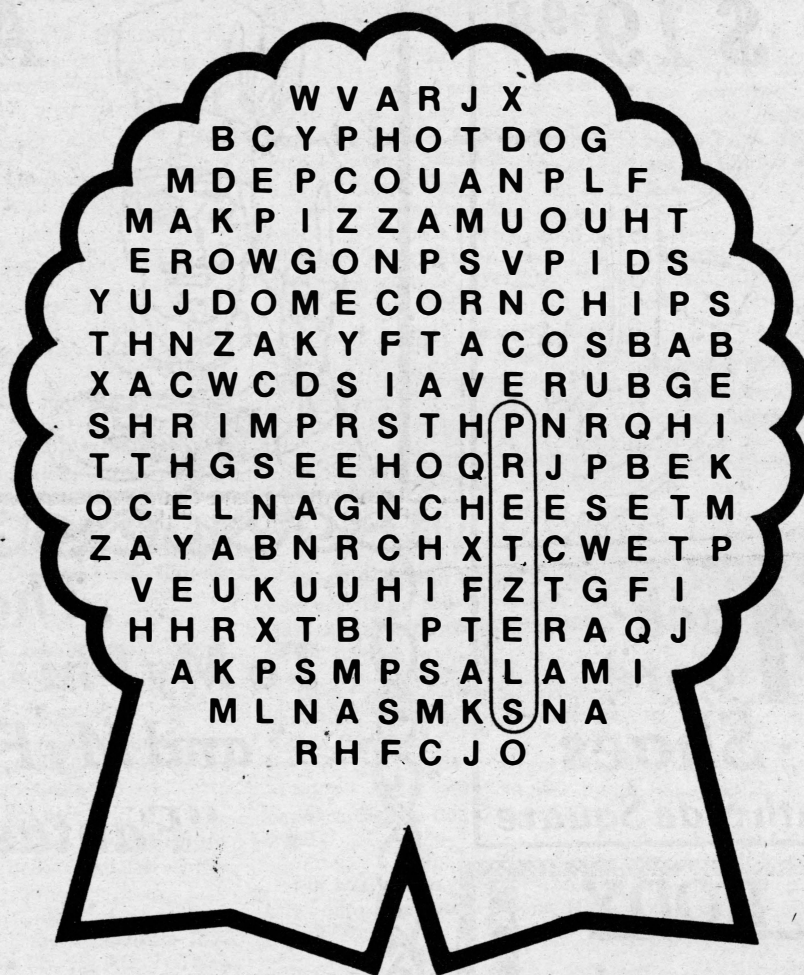 W V A R J X
B C Y P H O T D O G
M D E P C O U A N P L F
M A K P I Z Z A M U O U H T
E R O W G O N P S V P I D S
Y U J D O M E C O R N C H I P S
T H N Z A K Y F T A C O S B A B
X A C W C D S I A V E R U B G E
S H R I M P R S T H P N R Q H I
T T H G S E E H O Q R J P B E K
O C E L N A G N C H E E S E T M
Z A Y A B N R C H X T C W E T P
V E U K U U H I F Z T G F I
H H R X T B I P T E R A Q J
A K P S M P S A L A M I
M L N A S M K S N A
R H F C J O